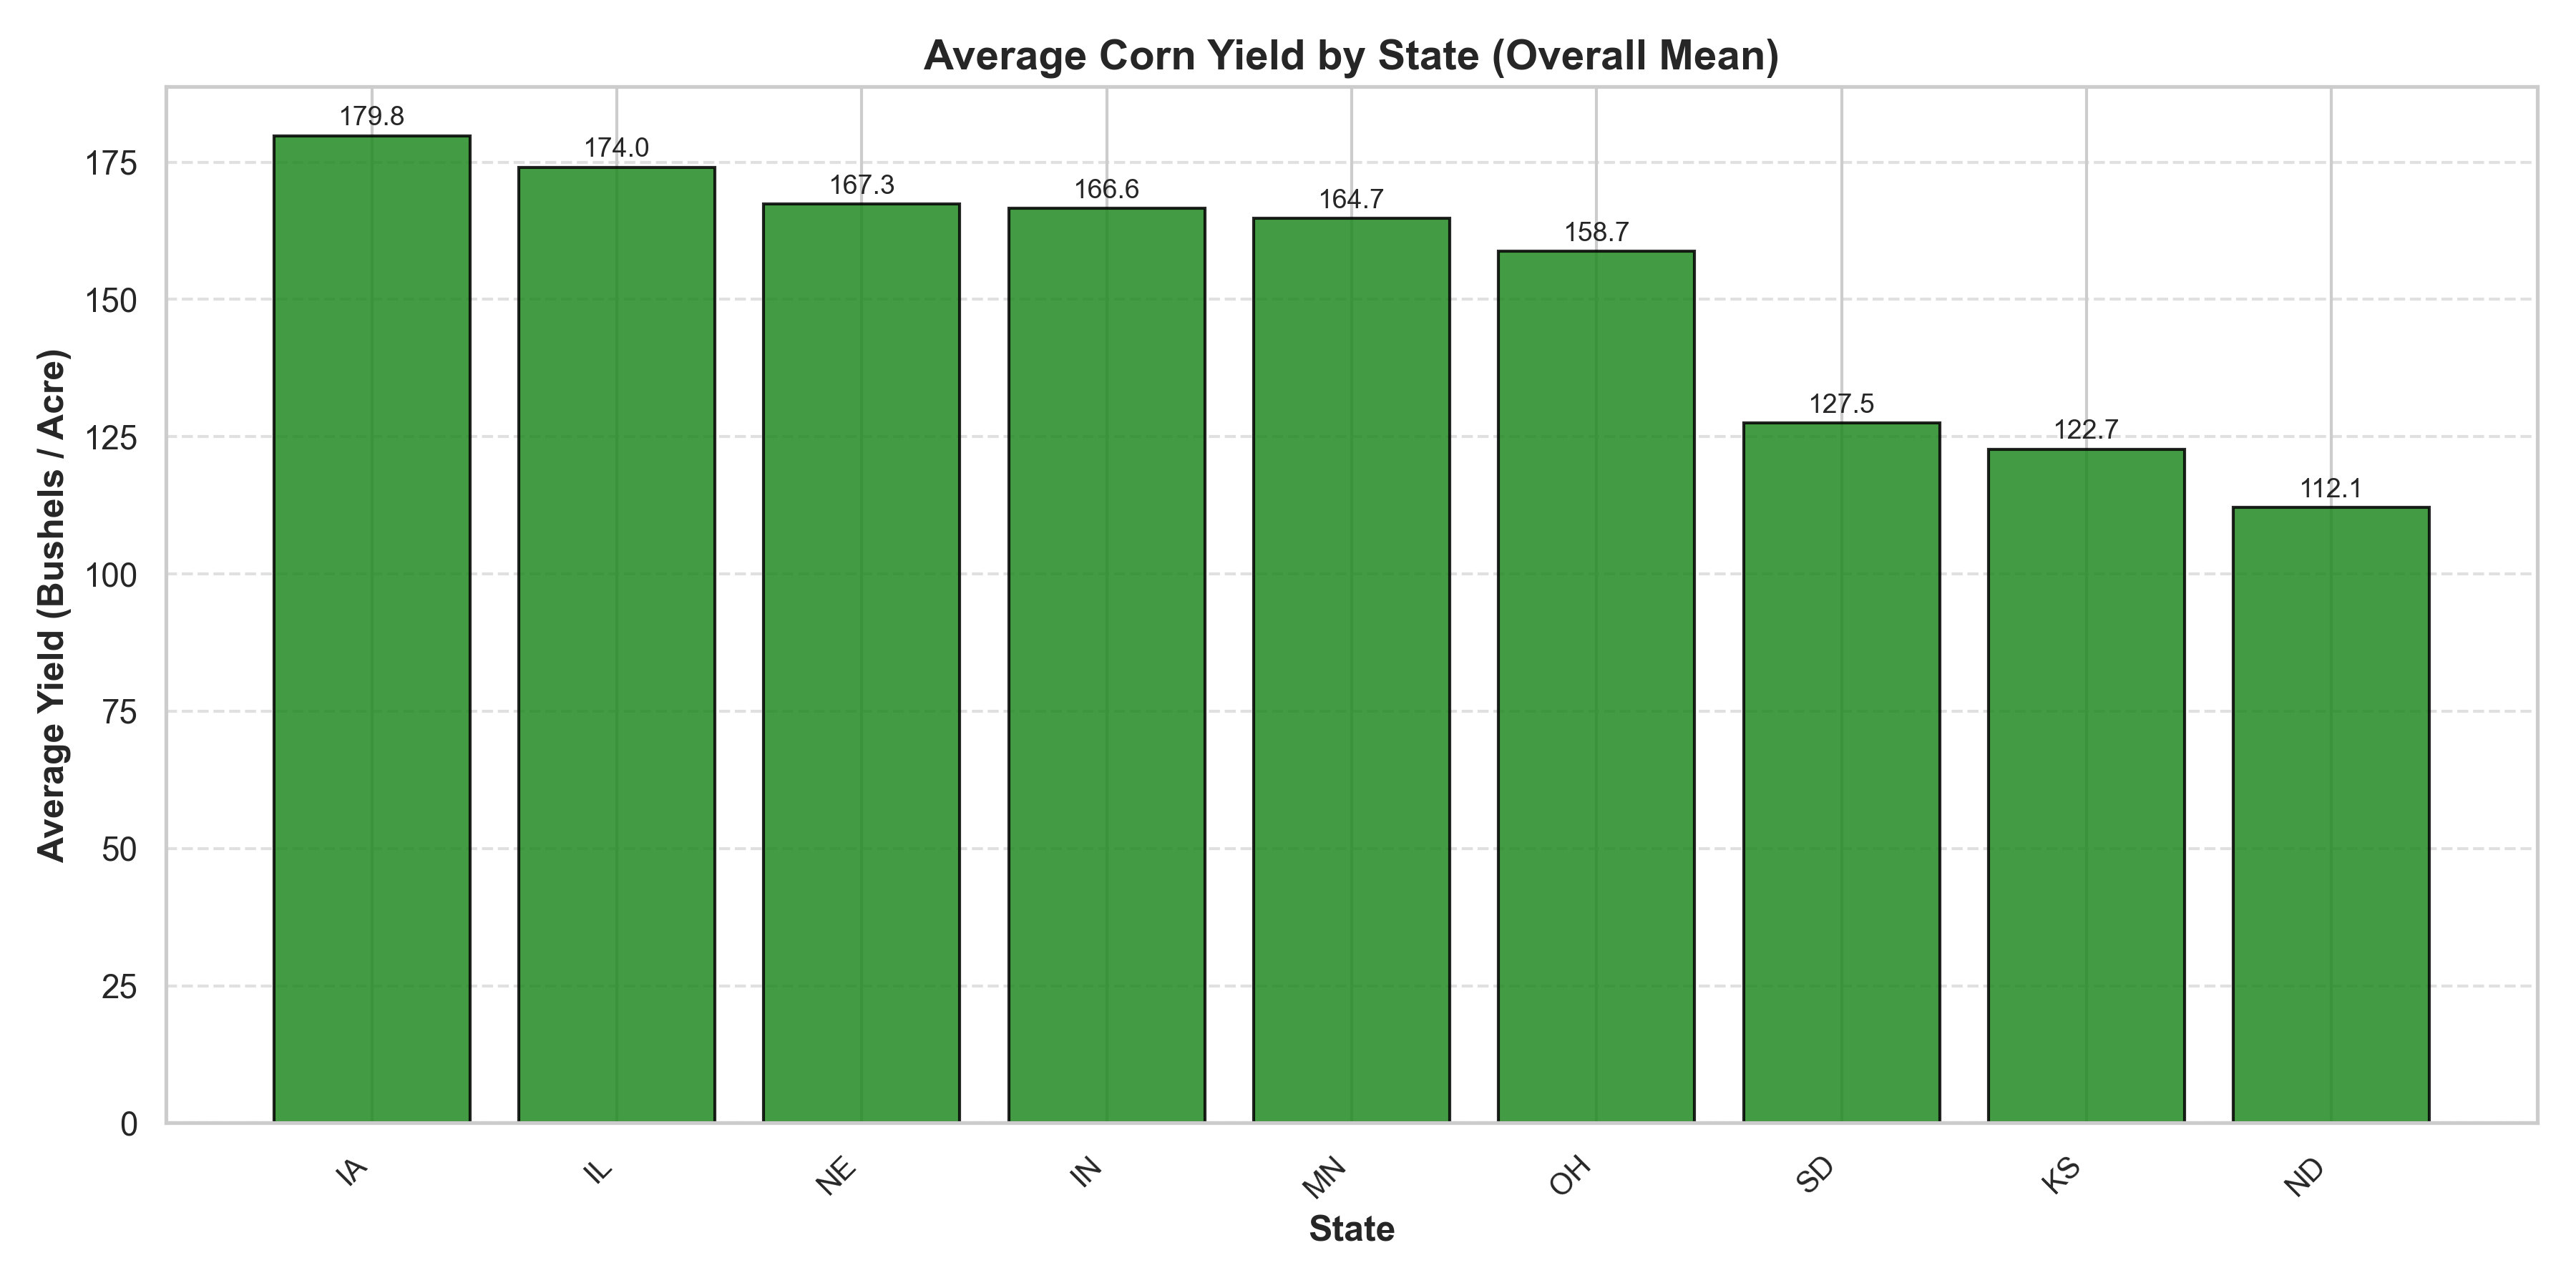 Average Corn Yield by State (Overall Mean)
Average Yield (Bushels / Acre)
175
150
125
100
75
50
25
0
179.8
174.0
167.3
166.6
164.7
158.7
127.5
122.7
112.1
IA
IL
NE
IN
MN
OH
SD
KS
ND
State